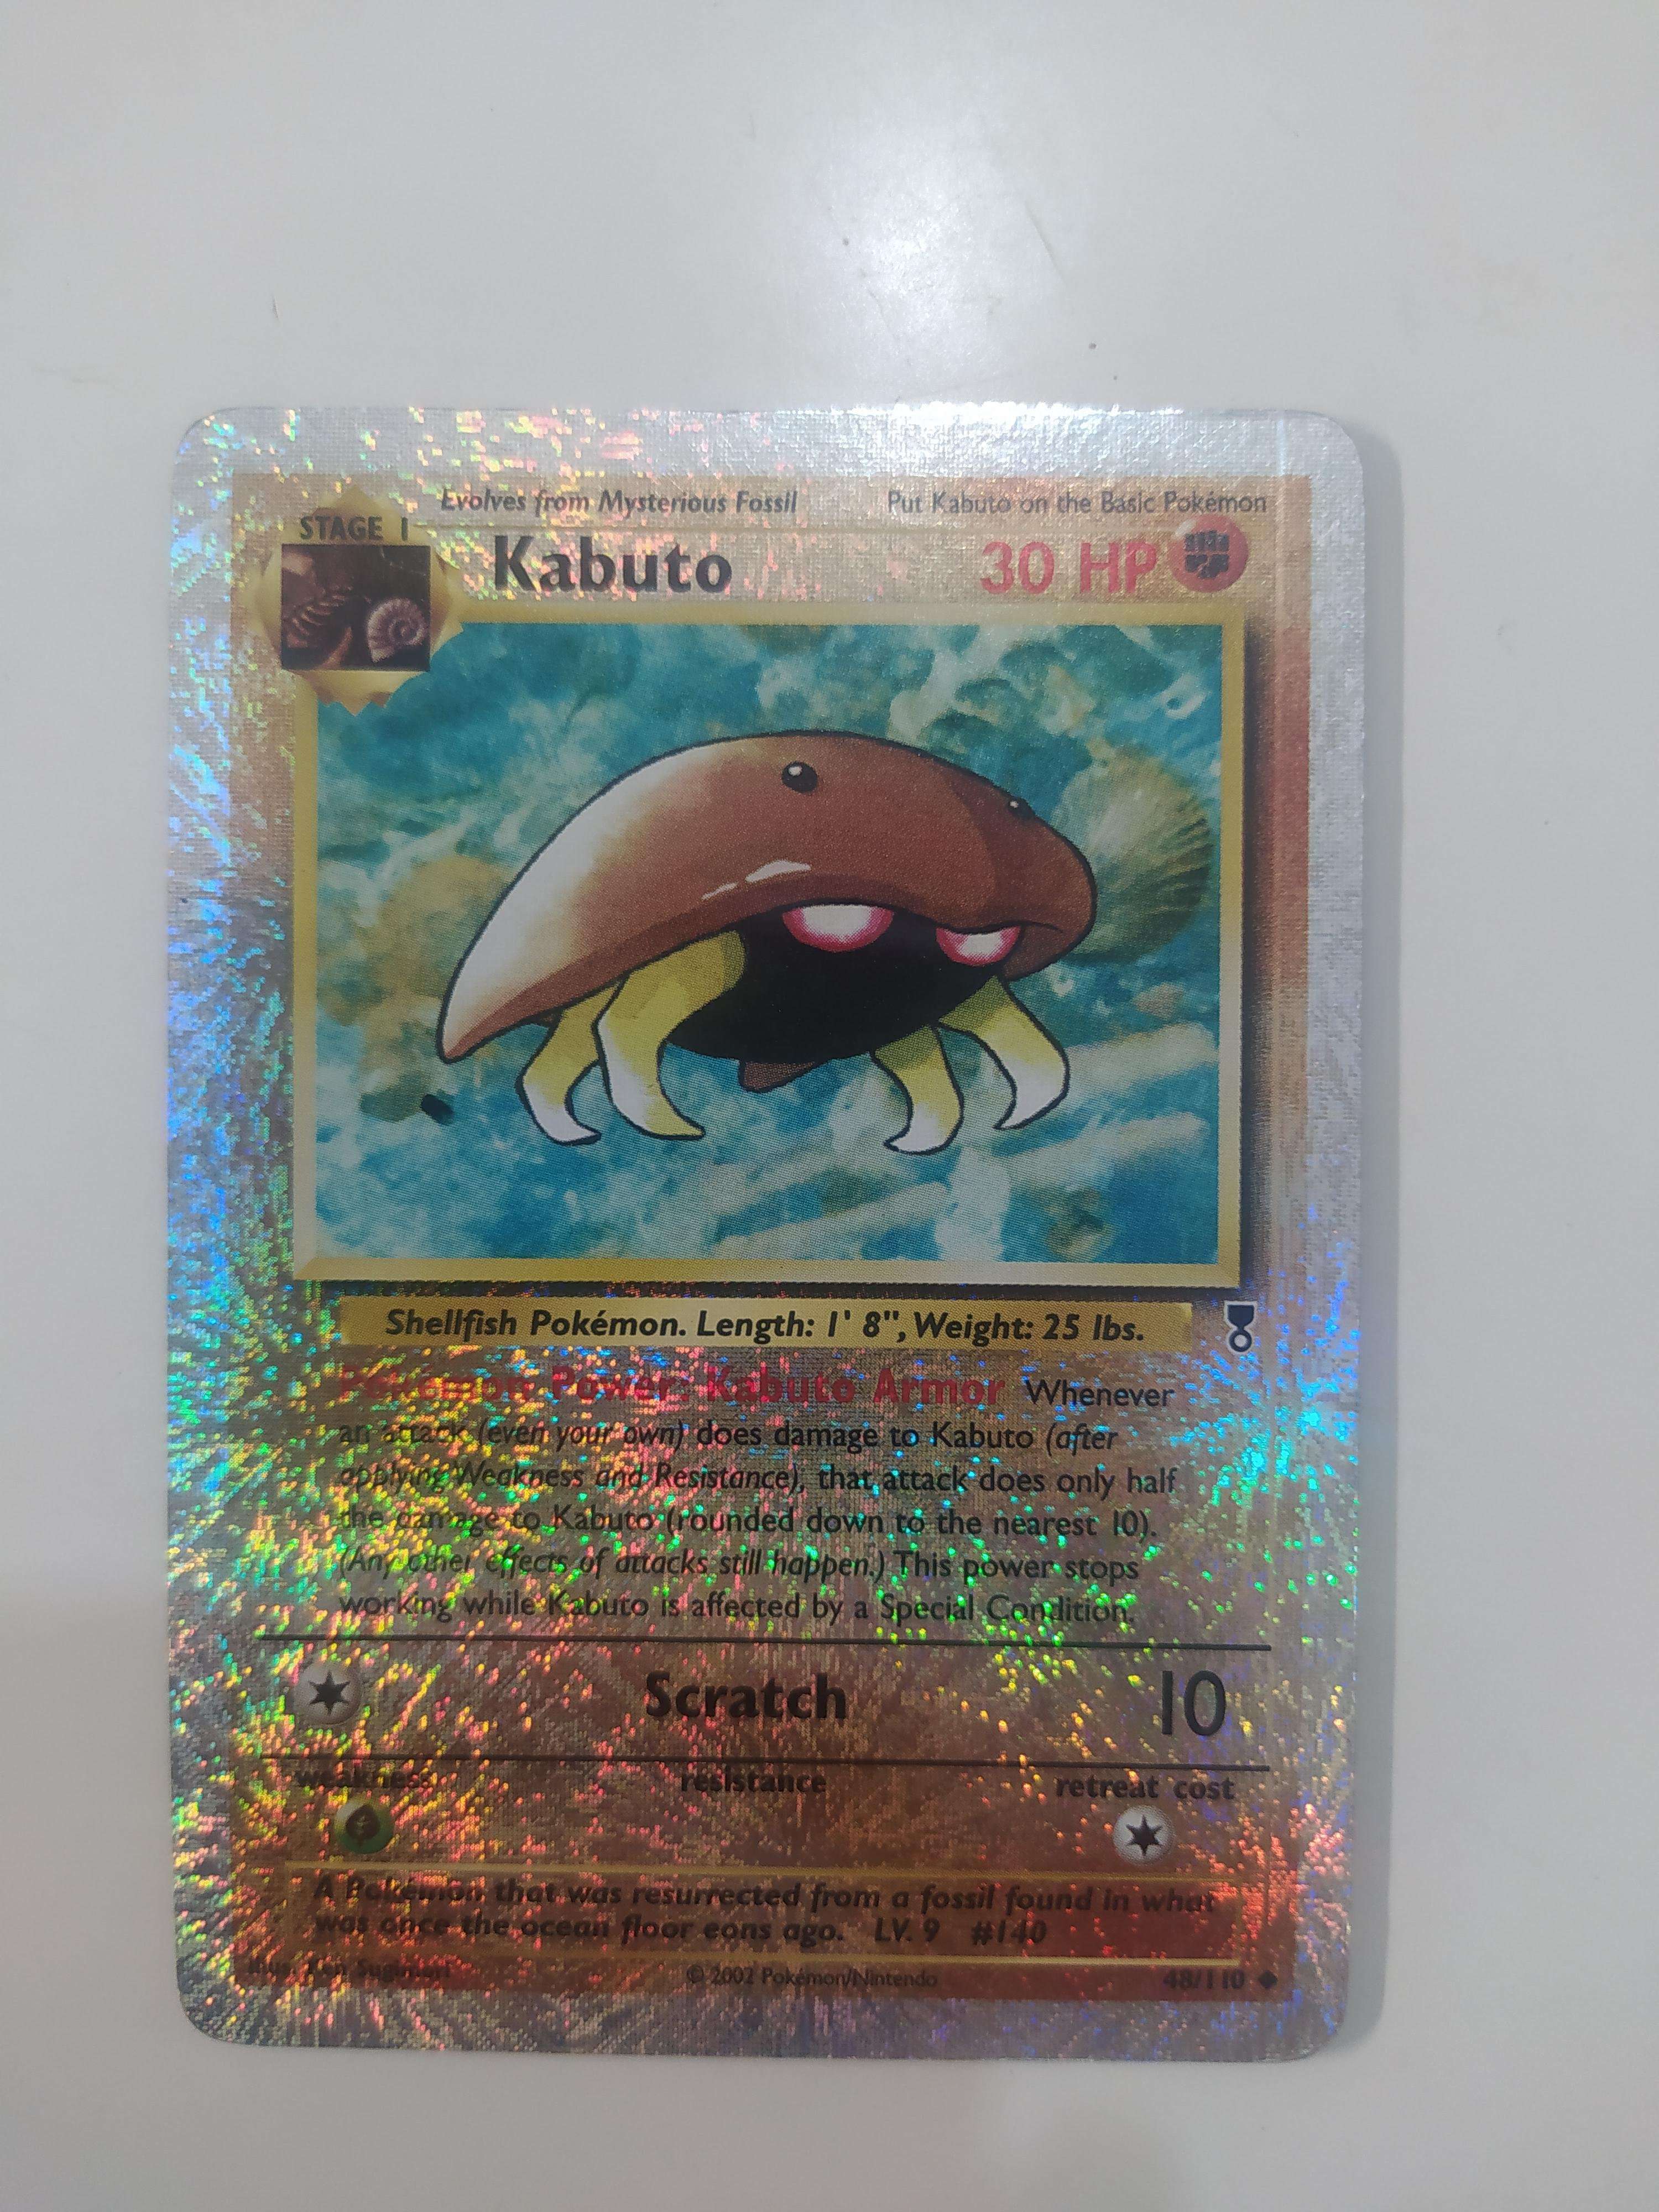 Evolves from Mysterious Fossil Put Kabuto on the Basic Pokémon
STAGE 1 Kabuto 30 HP
Shellfish Pokémon. Length: 1' 8", Weight: 25 lbs.
Pokémon Power: Kabuto Armor Whenever
an attack (even your own) does damage to Kabuto (after
applying Weakness and Resistance), that attack does only half
the damage to Kabuto (rounded down to the nearest 10).
(Any other effects of attacks still happen.) This power stops
working while Kabuto is affected by a Special Condition.
Scratch 10
weakness resistance retreat cost
A Pokémon that was resurrected from a fossil found in what
was once the ocean floor eons ago. LV. 9 #140
Illus. Ken Sugimori © 2002 Pokémon/Nintendo 48/110